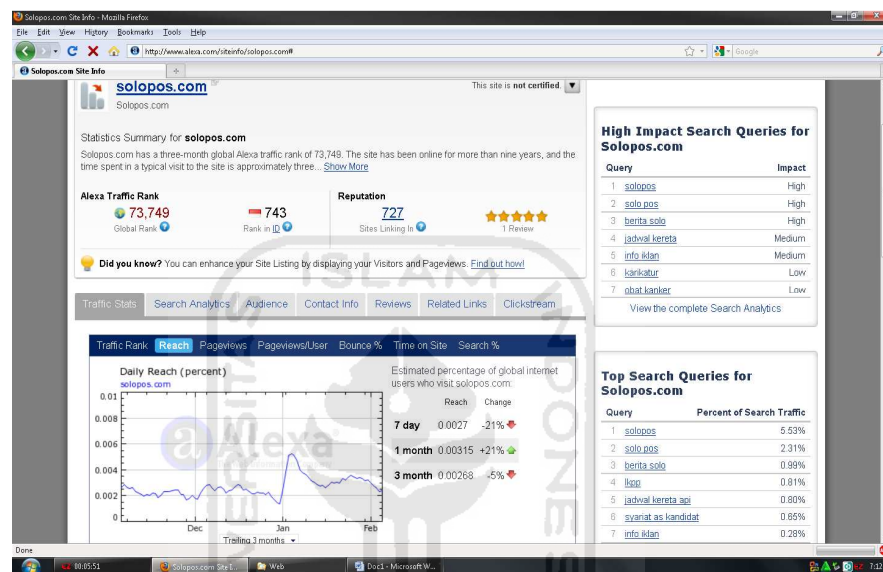 Solopos.com Site Info - Mozilla Firefox
File Edit View History Bookmarks Tools Help
http://www.alexa.com/siteinfo/solopos.com#
Google
Solopos.com Site Info
solopos.com
This site is not certified.
Solopos.com
Statistics Summary for solopos.com
Solopos.com has a three-month global Alexa traffic rank of 73,749. The site has been online for more than nine years, and the
time spent in a typical visit to the site is approximately three... Show More
Alexa Traffic Rank
Reputation
73,749
743
727
Global Rank
Rank in ID
Sites Linking In
1 Review
Did you know? You can enhance your Site Listing by displaying your Visitors and Pageviews. Find out how!
Traffic Stats Search Analytics Audience Contact Info Reviews Related Links Clickstream
Traffic Rank Reach Pageviews Pageviews/User Bounce % Time on Site Search %
Daily Reach (percent)
solopos.com
0.01
0.008
0.006
0.004
0.002
0
Dec Jan Feb
Trailing 3 months
a Alexa
Estimated percentage of global internet
users who visit solopos.com:
Reach Change
7 day 0.0027 -21%
1 month 0.00315 +21%
3 month 0.00268 -5%
High Impact Search Queries for
Solopos.com
Query Impact
1 solopos High
2 solo pos High
3 berita solo High
4 jadwal kereta Medium
5 info iklan Medium
6 karikatur Low
7 obat kanker Low
View the complete Search Analytics
Top Search Queries for
Solopos.com
Query Percent of Search Traffic
1 solopos 5.53%
2 solo pos 2.31%
3 berita solo 0.99%
4 lkpp 0.81%
5 jadwal kereta api 0.80%
6 syariat as kandidat 0.65%
7 info iklan 0.28%
ISLAM
VERSITAS
INDONES
Done
00:05:51
Solopos.com Site I...
Web
Doc1 - Microsoft W...
7:12